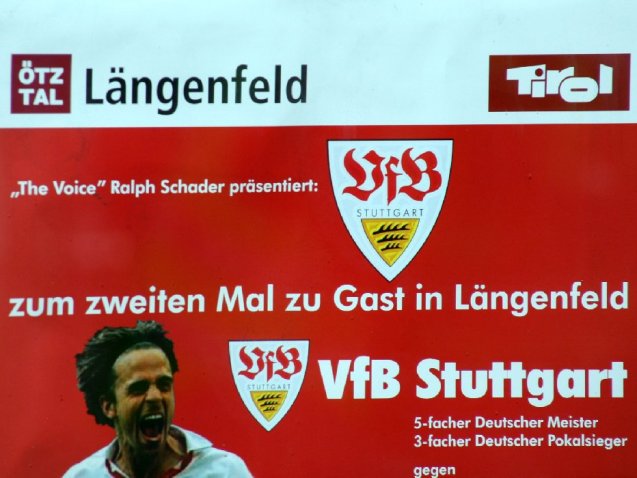 ÖTZ
TAL
Längenfeld
Tirol
„The Voice” Ralph Schader präsentiert:
VfB
STUTTGART
zum zweiten Mal zu Gast in Längenfeld
VfB
STUTTGART
VfB Stuttgart
5-facher Deutscher Meister
3-facher Deutscher Pokalsieger
gegen